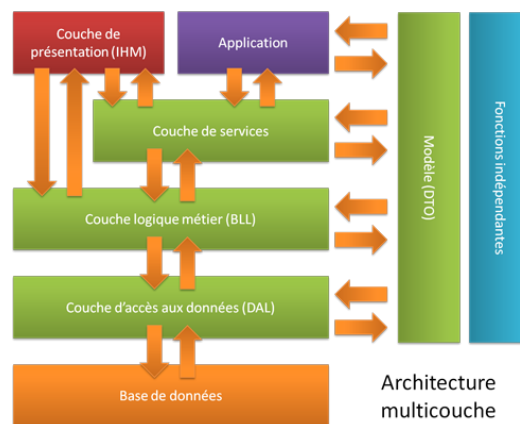 Couche de
présentation (IHM)
Application
Couche de services
Couche logique métier (BLL)
Couche d'accès aux données (DAL)
Base de données
Modèle (DTO)
Fonctions indépendantes
Architecture
multicouche